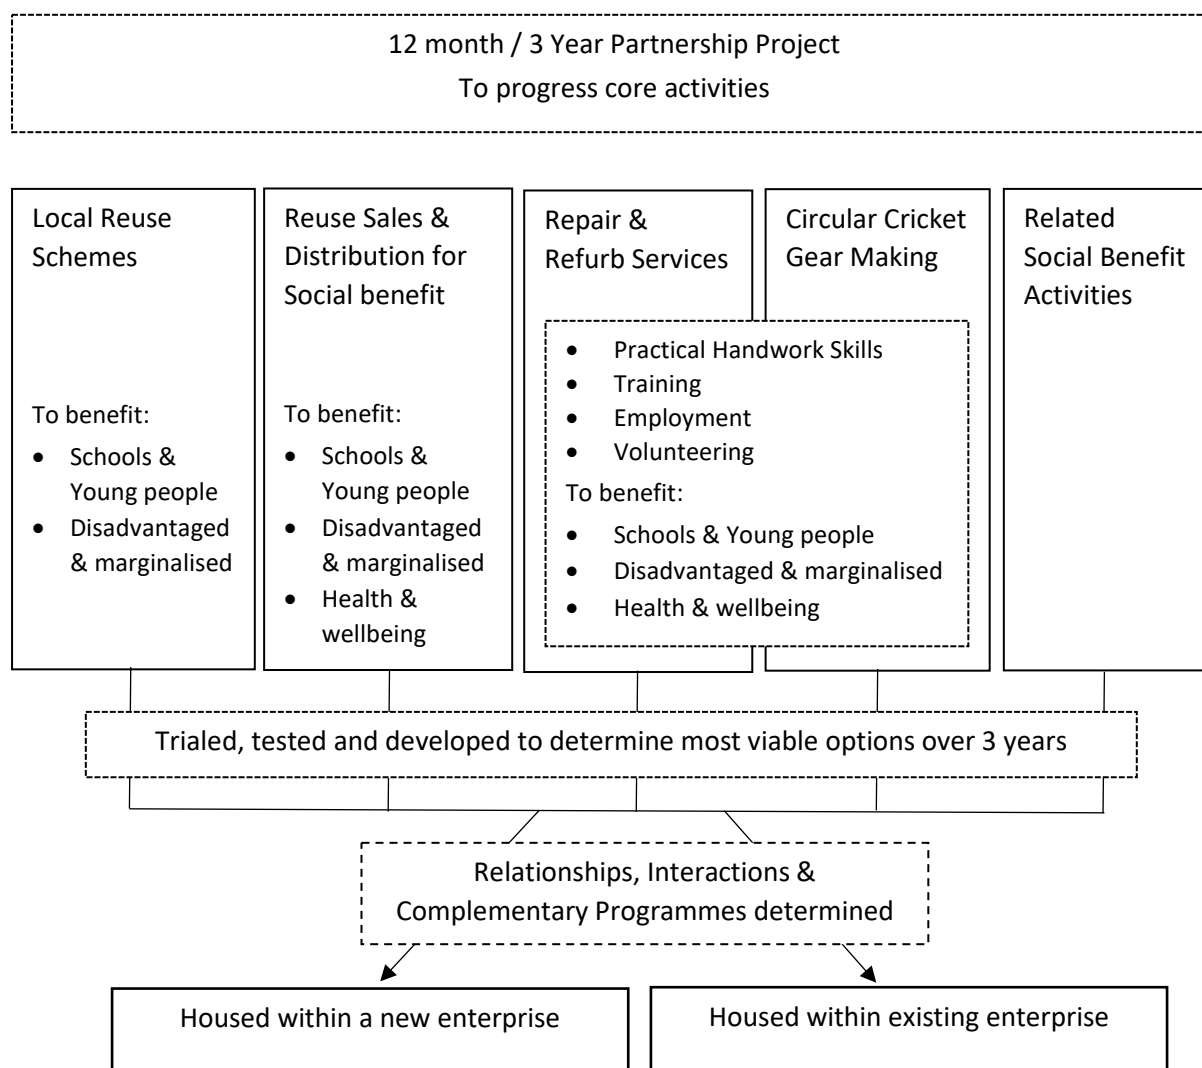 12 month / 3 Year Partnership Project
To progress core activities
Local Reuse
Schemes
To benefit:
• Schools &
Young people
• Disadvantaged
& marginalised
Reuse Sales &
Distribution for
Social benefit
To benefit:
• Schools &
Young people
• Disadvantaged
& marginalised
• Health &
wellbeing
Repair &
Refurb Services
Circular Cricket
Gear Making
• Practical Handwork Skills
• Training
• Employment
• Volunteering
To benefit:
• Schools & Young people
• Disadvantaged & marginalised
• Health & wellbeing
Related
Social Benefit
Activities
Trialed, tested and developed to determine most viable options over 3 years
Relationships, Interactions &
Complementary Programmes determined
Housed within a new enterprise
Housed within existing enterprise